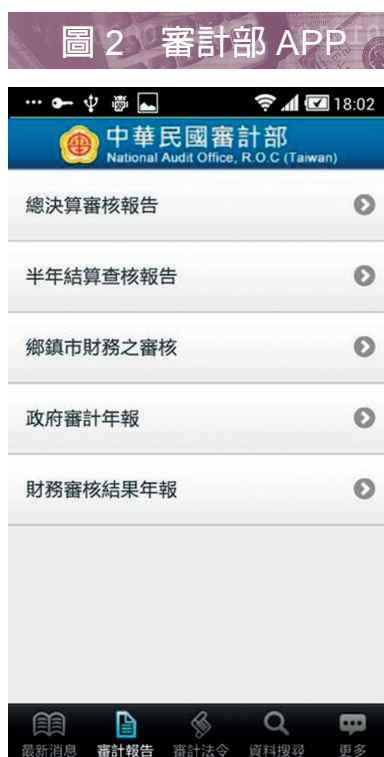 圖 2 審計部 APP
18:02
中華民國審計部
National Audit Office, R.O.C (Taiwan)
總決算審核報告
半年結算查核報告
鄉鎮市財務之審核
政府審計年報
財務審核結果年報
最新消息 審計報告 審計法令 資料搜尋 更多